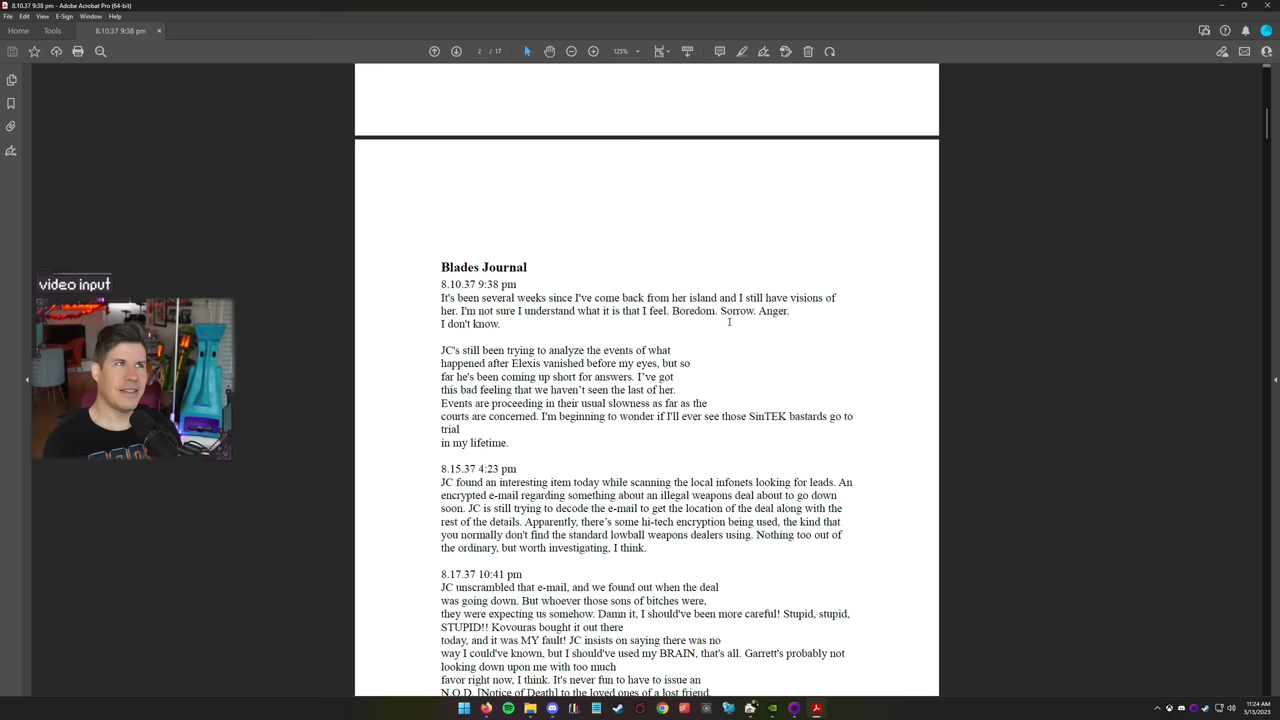 8.10.37 9:38 pm - Adobe Acrobat Pro (64-bit)
File Edit View E-Sign Window Help
Home Tools 8.10.37 9:38 pm
2 / 17 125%
Blades Journal
8.10.37 9:38 pm
It's been several weeks since I've come back from her island and I still have visions of
her. I'm not sure I understand what it is that I feel. Boredom. Sorrow. Anger.
I don't know.
video input
JC's still been trying to analyze the events of what
happened after Elexis vanished before my eyes, but so
far he's been coming up short for answers. I’ve got
this bad feeling that we haven’t seen the last of her.
Events are proceeding in their usual slowness as far as the
courts are concerned. I'm beginning to wonder if I'll ever see those SinTEK bastards go to
trial
in my lifetime.
8.15.37 4:23 pm
JC found an interesting item today while scanning the local infonets looking for leads. An
encrypted e-mail regarding something about an illegal weapons deal about to go down
soon. JC is still trying to decode the e-mail to get the location of the deal along with the
rest of the details. Apparently, there’s some hi-tech encryption being used, the kind that
you normally don't find the standard lowball weapons dealers using. Nothing too out of
the ordinary, but worth investigating, I think.
8.17.37 10:41 pm
JC unscrambled that e-mail, and we found out when the deal
was going down. But whoever those sons of bitches were,
they were expecting us somehow. Damn it, I should've been more careful! Stupid, stupid,
STUPID!! Kovouras bought it out there
today, and it was MY fault! JC insists on saying there was no
way I could've known, but I should've used my BRAIN, that's all. Garrett's probably not
looking down upon me with too much
favor right now, I think. It's never fun to have to issue an
N.O.D. [Notice of Death] to the loved ones of a lost friend.
11:24 AM
3/13/2023